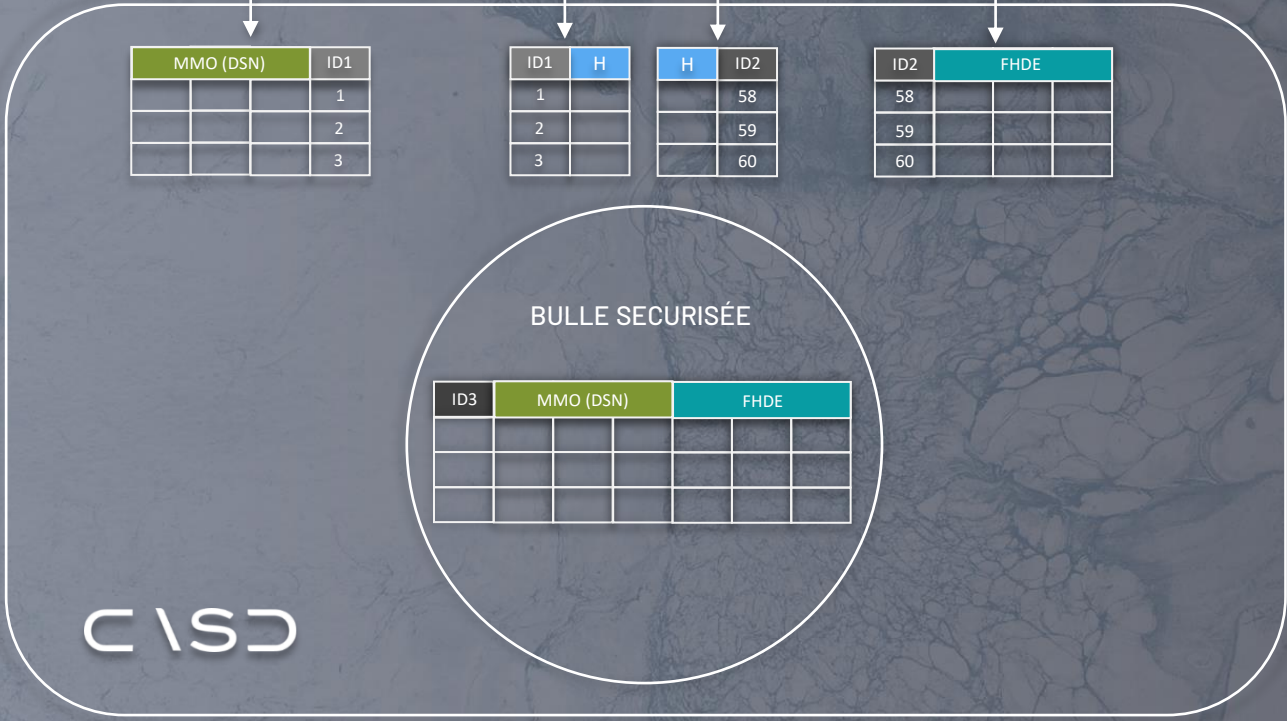 MMO (DSN) ID1
1
2
3
ID1 H
1
2
3
H ID2
58
59
60
ID2 FHDE
58
59
60
BULLE SECURISÉE
ID3 MMO (DSN) FHDE
CASD